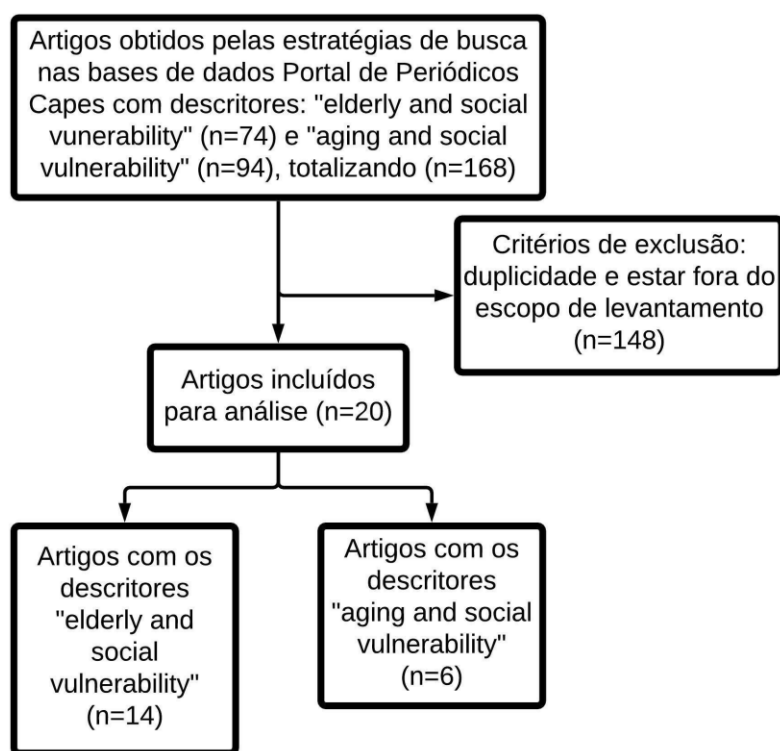 Artigos obtidos pelas estratégias de busca
nas bases de dados Portal de Periódicos
Capes com descritores: "elderly and social
vunerability" (n=74) e "aging and social
vulnerability" (n=94), totalizando (n=168)
Critérios de exclusão:
duplicidade e estar fora do
escopo de levantamento
(n=148)
Artigos incluídos
para análise (n=20)
Artigos com os
descritores
"elderly and
social
vulnerability"
(n=14)
Artigos com os
descritores
"aging and social
vulnerability"
(n=6)